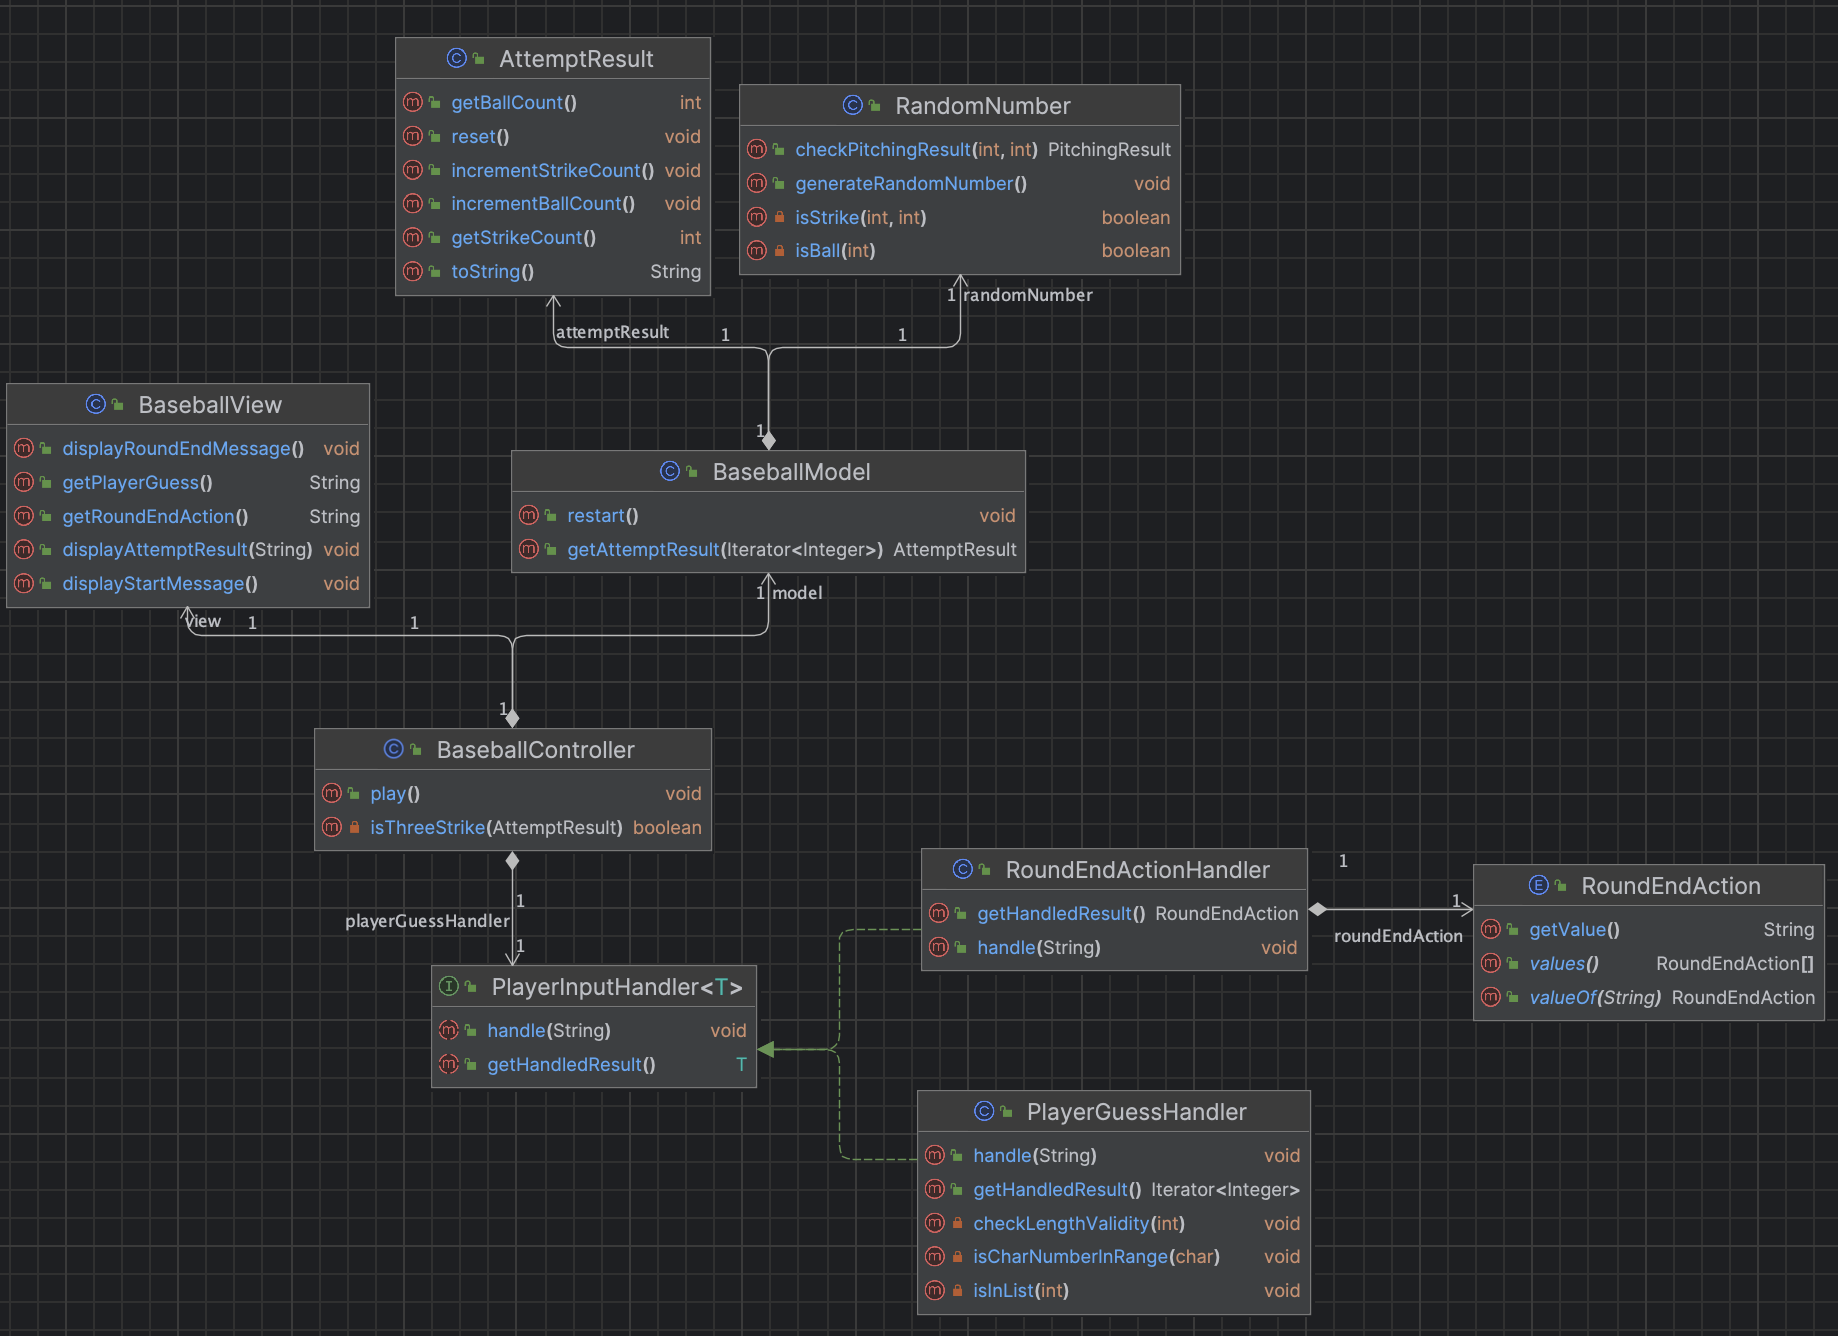 AttemptResult
getBallCount() int
reset() void
incrementStrikeCount() void
incrementBallCount() void
getStrikeCount() int
toString() String
RandomNumber
checkPitchingResult(int, int) PitchingResult
generateRandomNumber() void
isStrike(int, int) boolean
isBall(int) boolean
1 randomNumber
attemptResult 1 1
BaseballView
displayRoundEndMessage() void
getPlayerGuess() String
getRoundEndAction() String
displayAttemptResult(String) void
displayStartMessage() void
1
BaseballModel
restart() void
getAttemptResult(Iterator<Integer>) AttemptResult
1 model
view 1 1
1
BaseballController
play() void
isThreeStrike(AttemptResult) boolean
1
playerGuessHandler
1
PlayerInputHandler<T>
handle(String) void
getHandledResult() T
RoundEndActionHandler
getHandledResult() RoundEndAction
handle(String) void
1
1
roundEndAction
RoundEndAction
getValue() String
values() RoundEndAction[]
valueOf(String) RoundEndAction
PlayerGuessHandler
handle(String) void
getHandledResult() Iterator<Integer>
checkLengthValidity(int) void
isCharNumberInRange(char) void
isInList(int) void